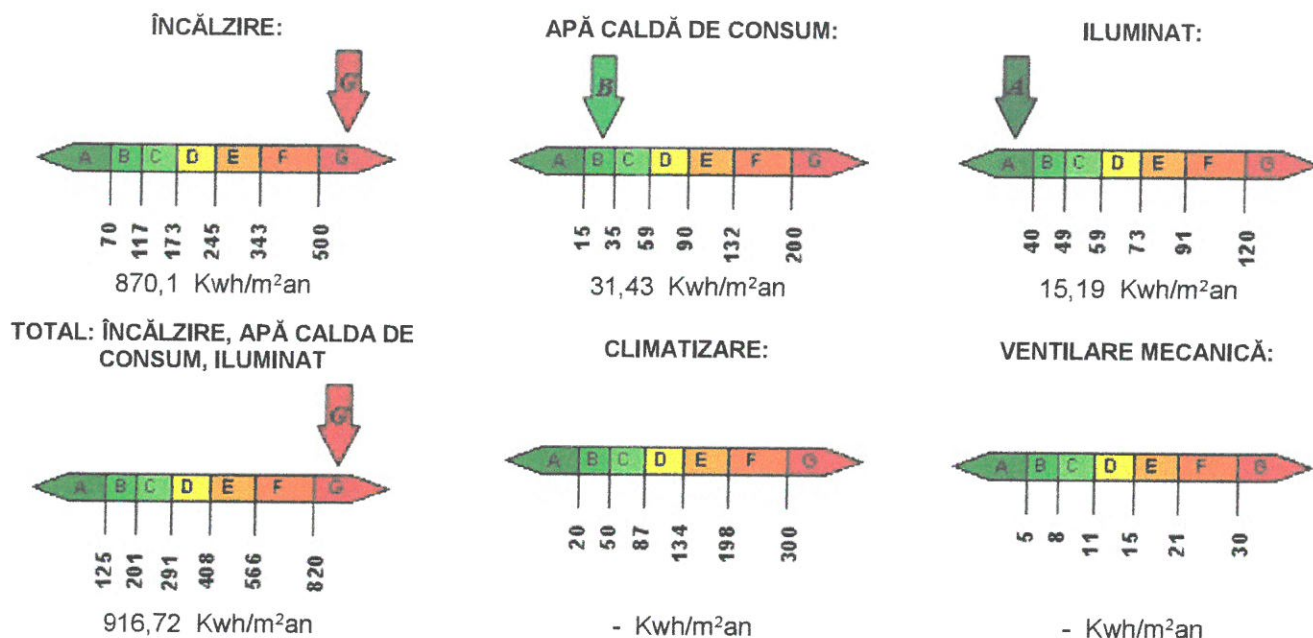 ÎNCĂLZIRE:
G
A B C D E F G
70 117 173 245 343 500
870,1 Kwh/m²an
APĂ CALDĂ DE CONSUM:
B
A B C D E F G
15 35 59 90 132 200
31,43 Kwh/m²an
ILUMINAT:
A
A B C D E F G
40 49 59 73 91 120
15,19 Kwh/m²an
TOTAL: ÎNCĂLZIRE, APĂ CALDA DE
CONSUM, ILUMINAT
G
A B C D E F G
125 201 291 408 566 820
916,72 Kwh/m²an
CLIMATIZARE:
A B C D E F G
20 50 87 134 198 300
- Kwh/m²an
VENTILARE MECANICĂ:
A B C D E F G
5 8 11 15 21 30
- Kwh/m²an